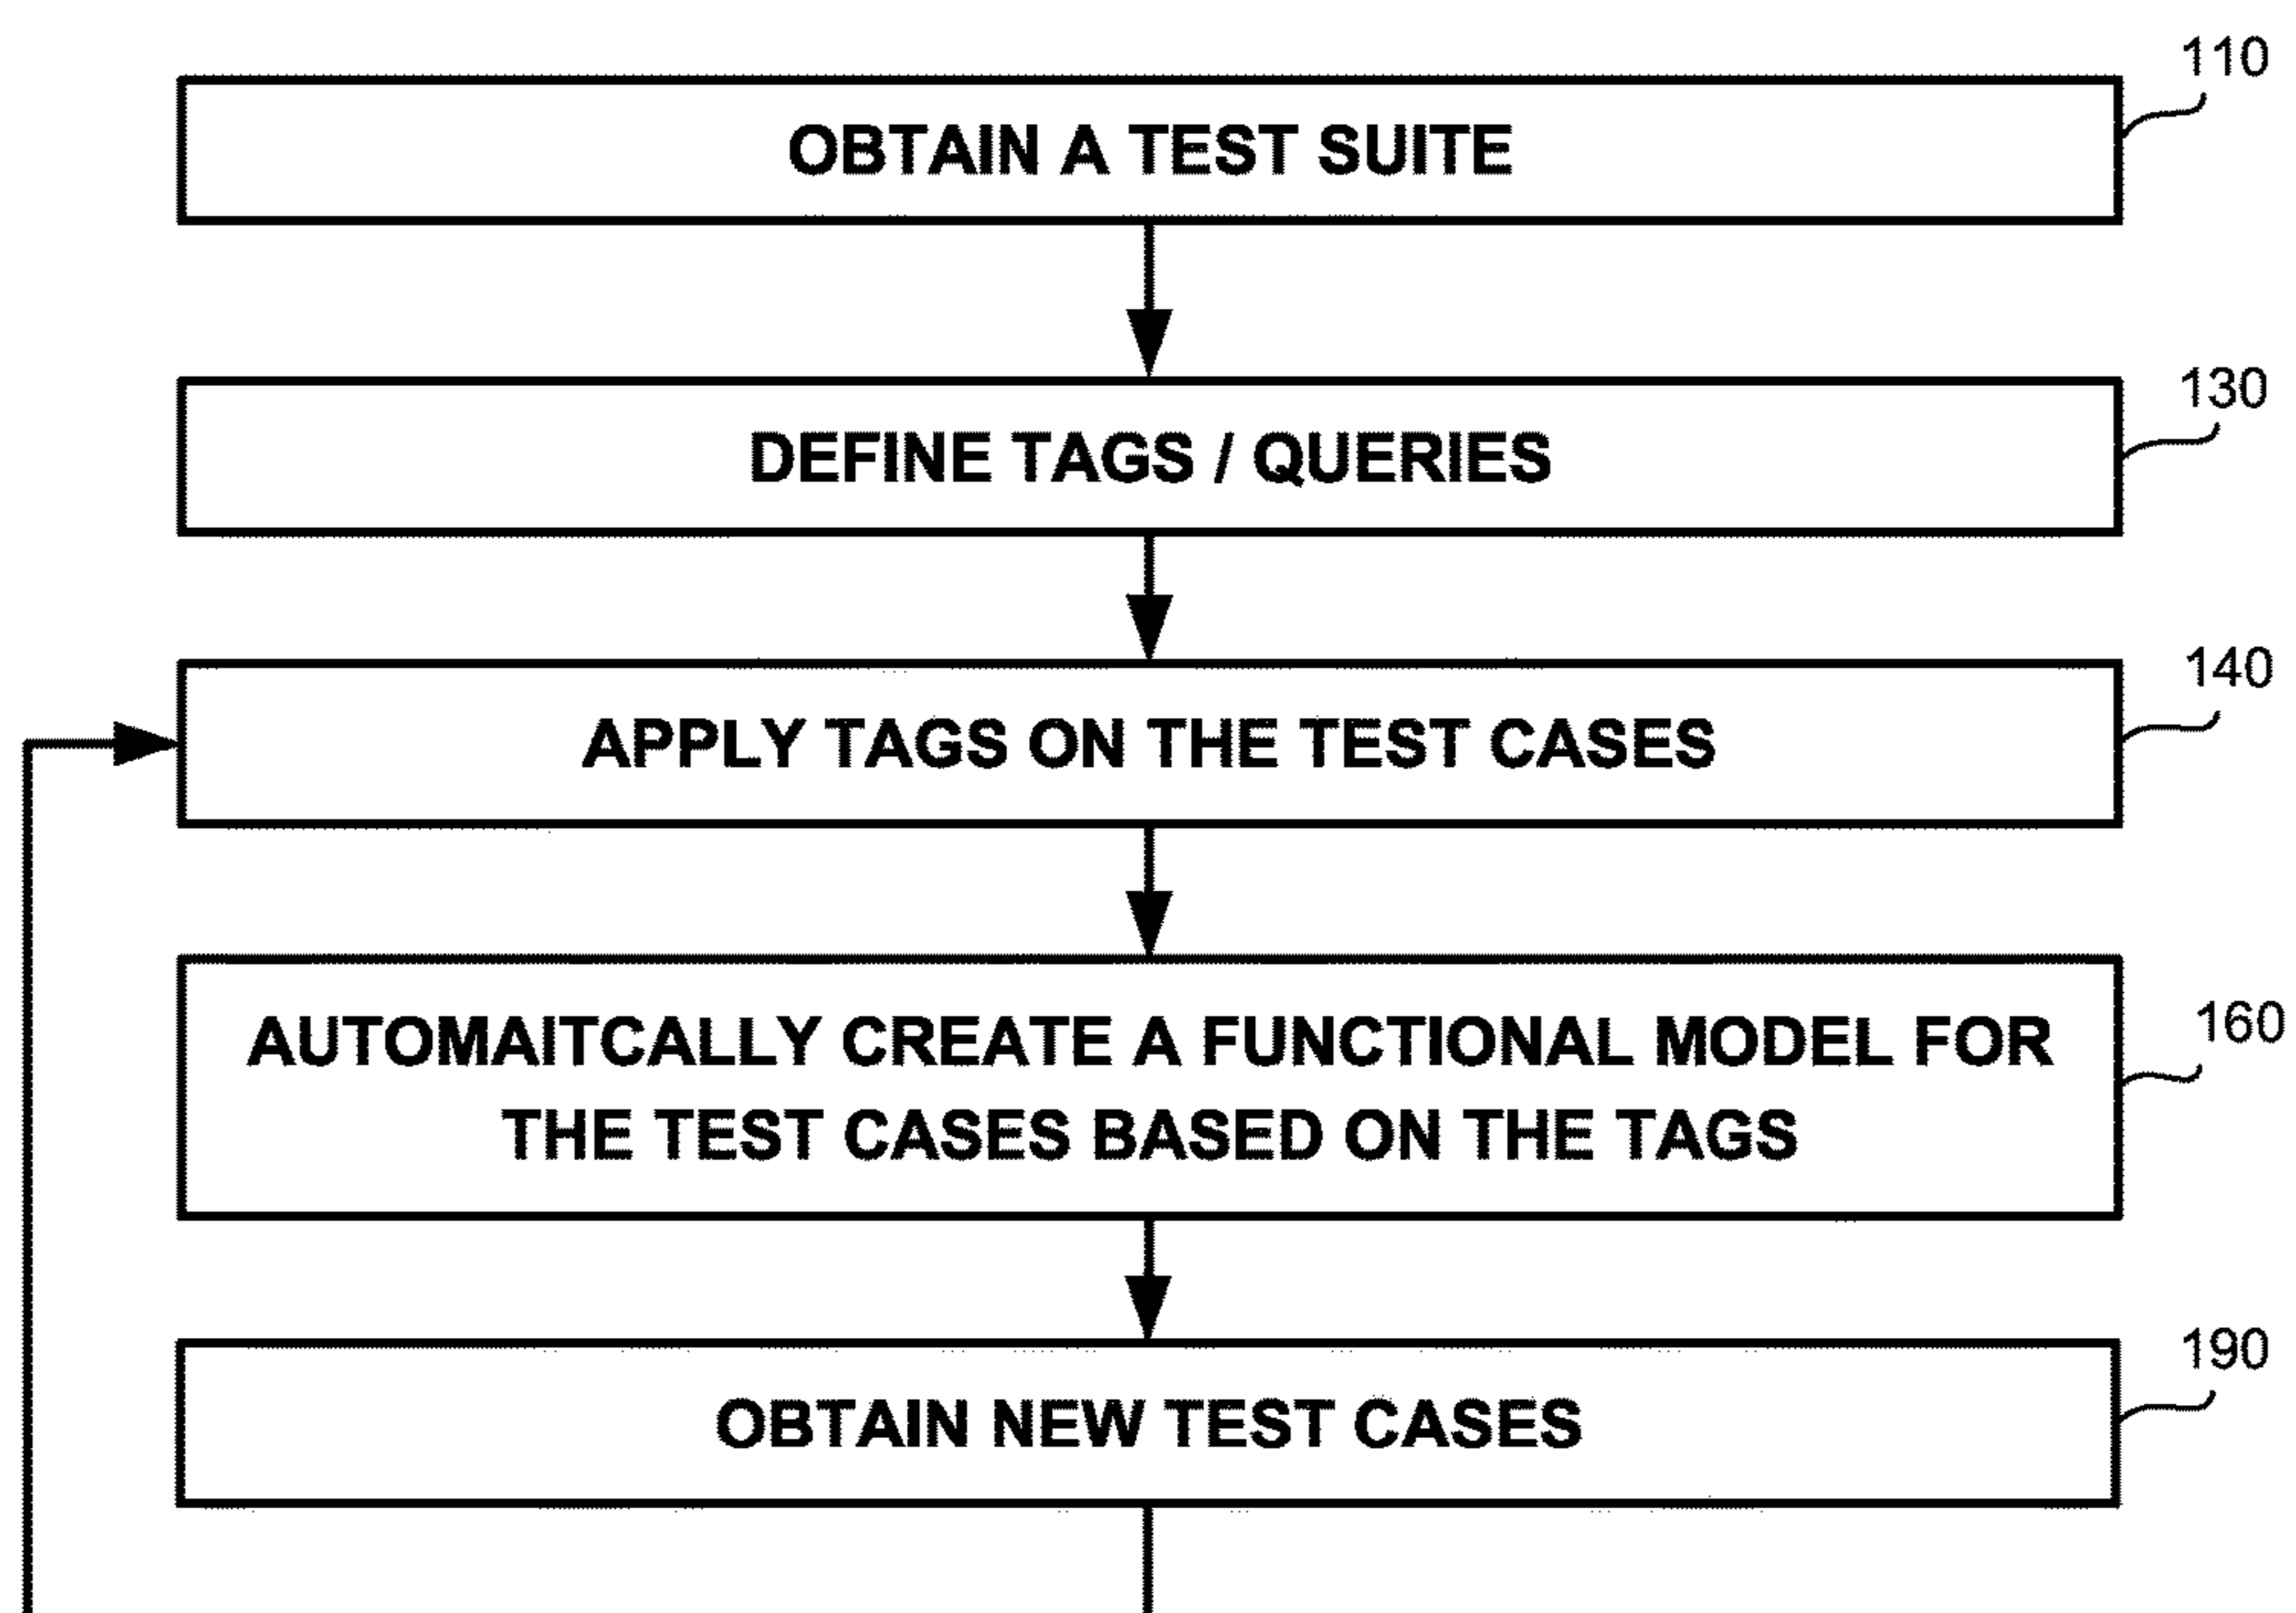 110
OBTAIN A TEST SUITE
130
DEFINE TAGS / QUERIES
140
APPLY TAGS ON THE TEST CASES
160
AUTOMAITCALLY CREATE A FUNCTIONAL MODEL FOR
THE TEST CASES BASED ON THE TAGS
190
OBTAIN NEW TEST CASES